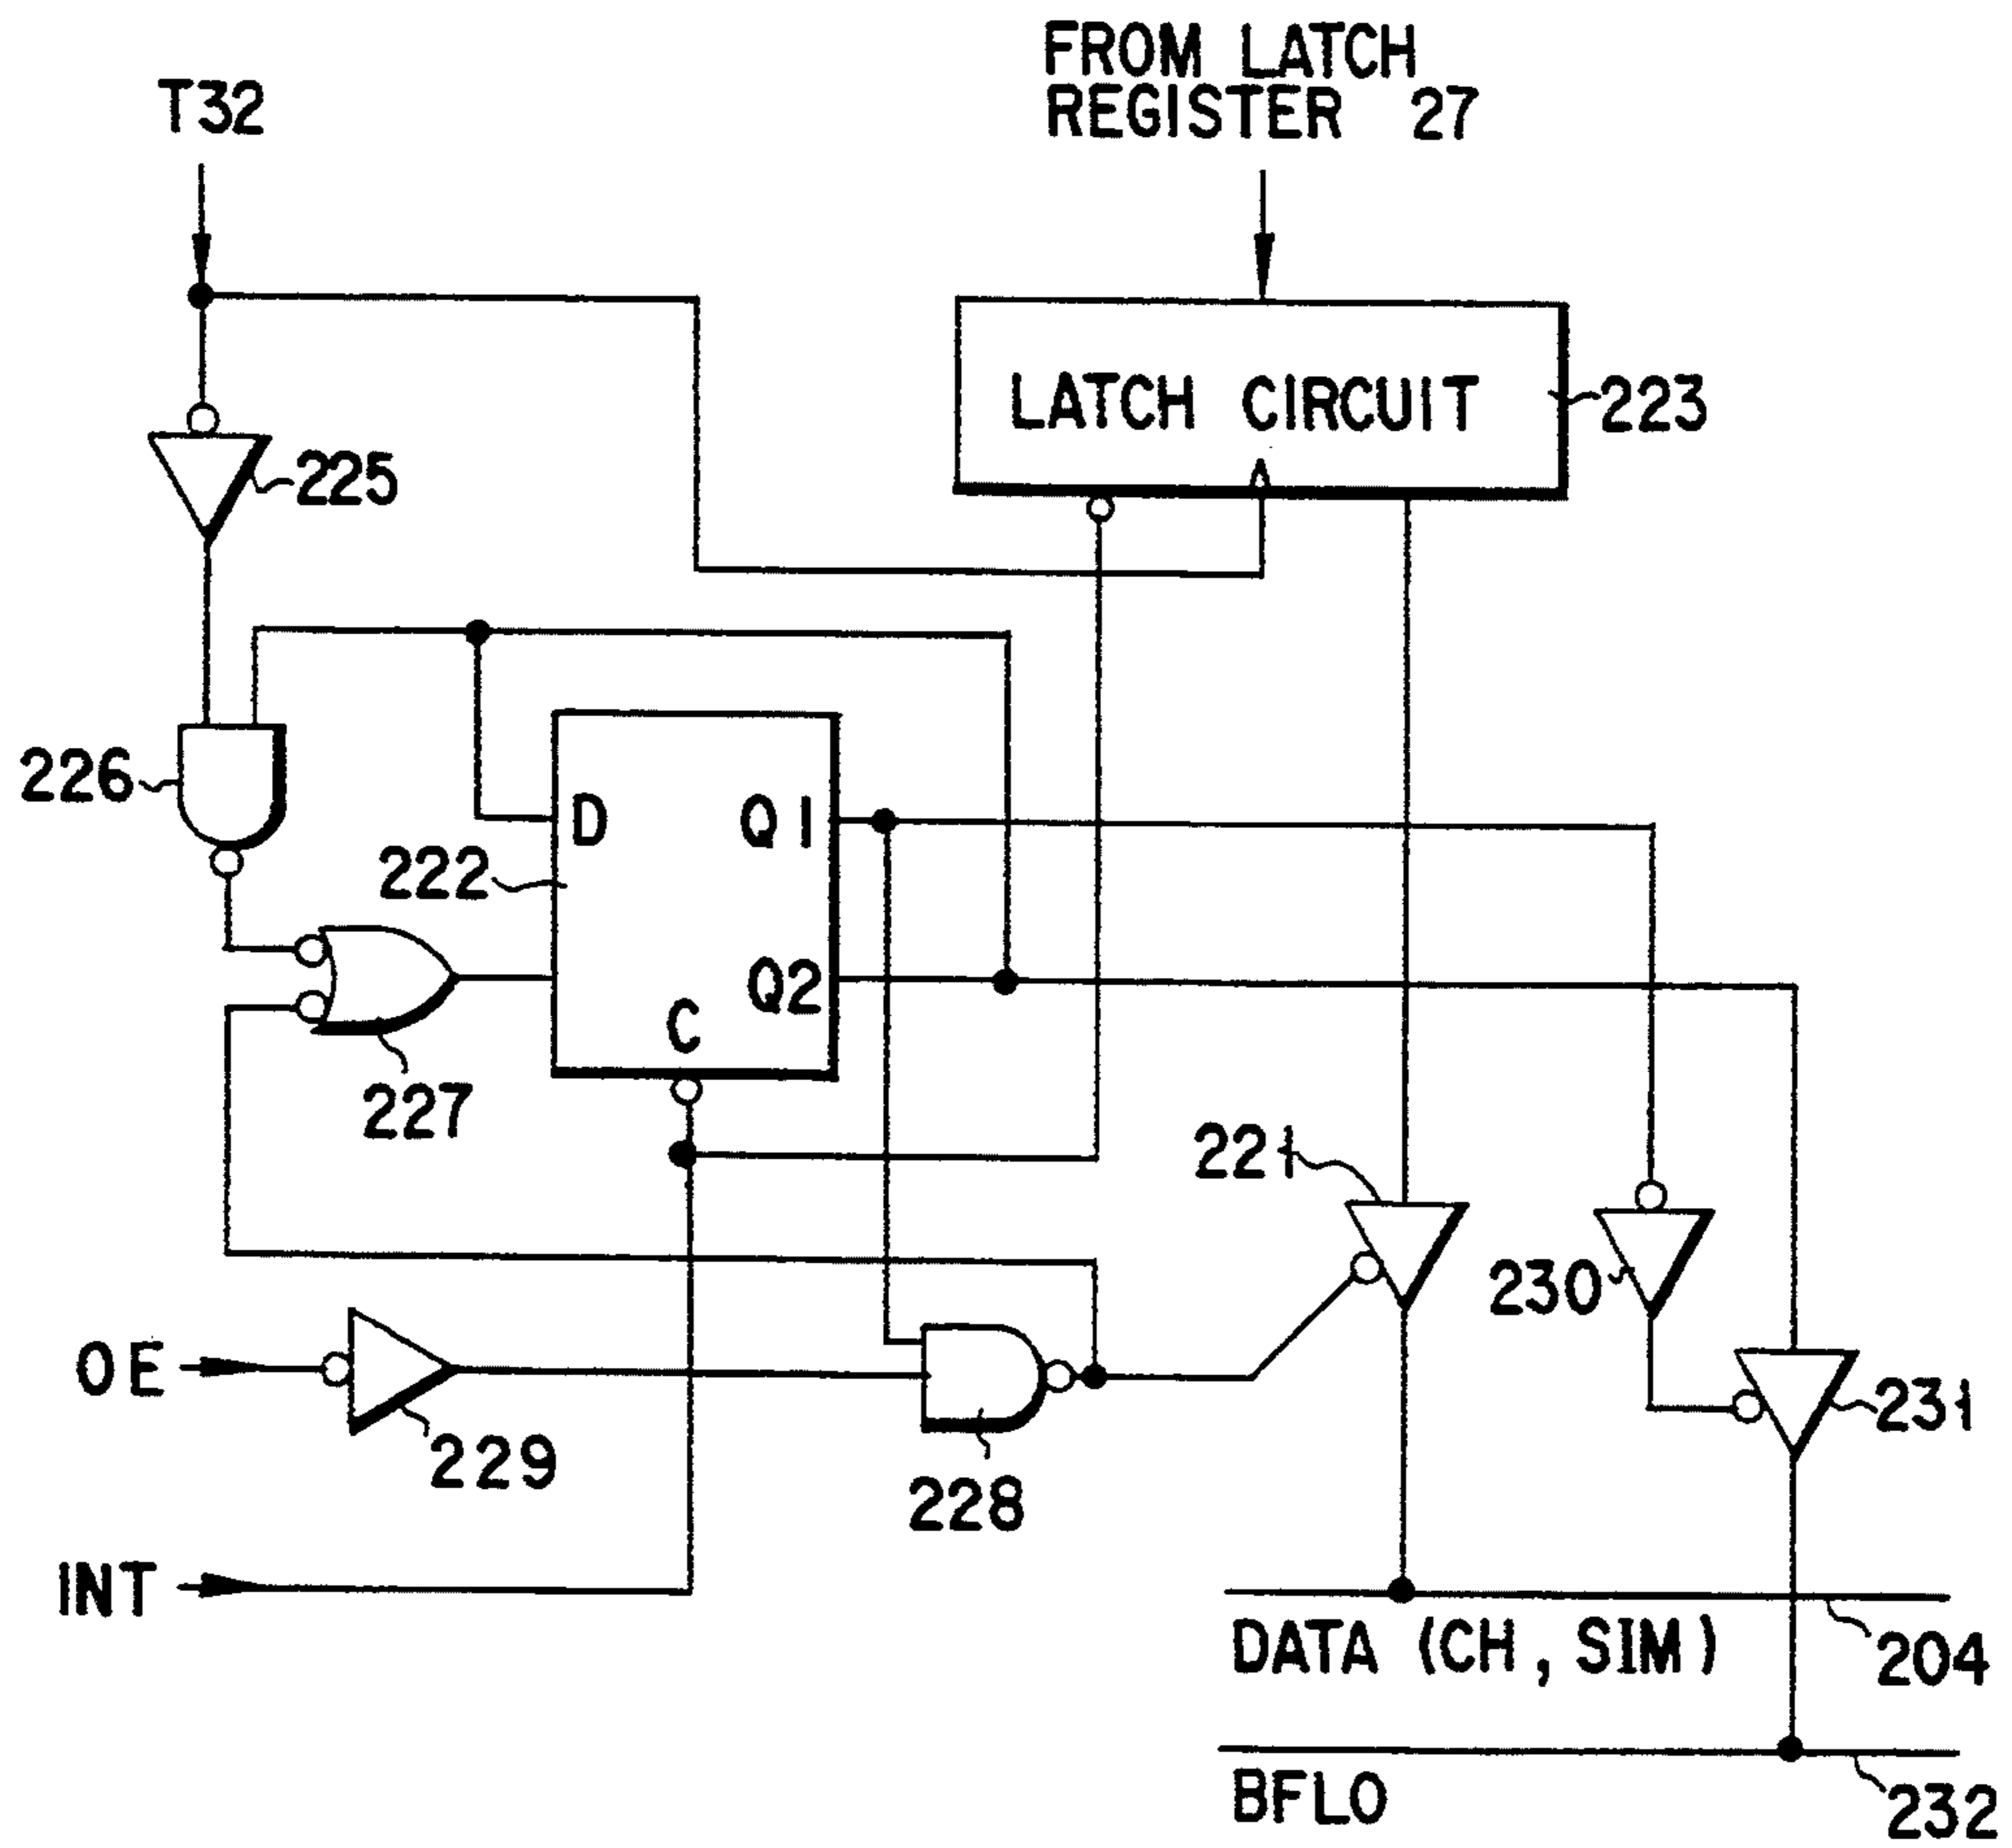 FROM LATCH
REGISTER 27
T32
LATCH CIRCUIT
223
225
226
D
Q1
222
Q2
C
227
221
230
OE
229
228
231
INT
DATA (CH, SIM)
204
BFLO
232